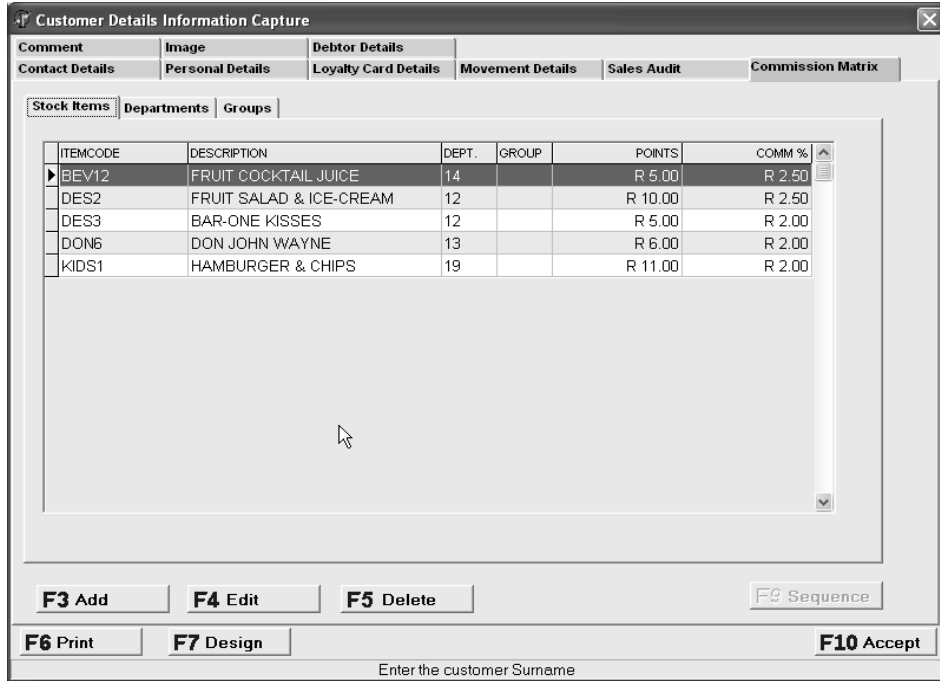 Customer Details Information Capture
Comment Image Debtor Details
Contact Details Personal Details Loyalty Card Details Movement Details Sales Audit Commission Matrix
Stock Items Departments Groups
ITEMCODE DESCRIPTION DEPT. GROUP POINTS COMM %
BEV12 FRUIT COCKTAIL JUICE 14 R 5.00 R 2.50
DES2 FRUIT SALAD & ICE-CREAM 12 R 10.00 R 2.50
DES3 BAR-ONE KISSES 12 R 5.00 R 2.00
DON6 DON JOHN WAYNE 13 R 6.00 R 2.00
KIDS1 HAMBURGER & CHIPS 19 R 11.00 R 2.00
F3 Add F4 Edit F5 Delete F9 Sequence
F6 Print F7 Design F10 Accept
Enter the customer Surname